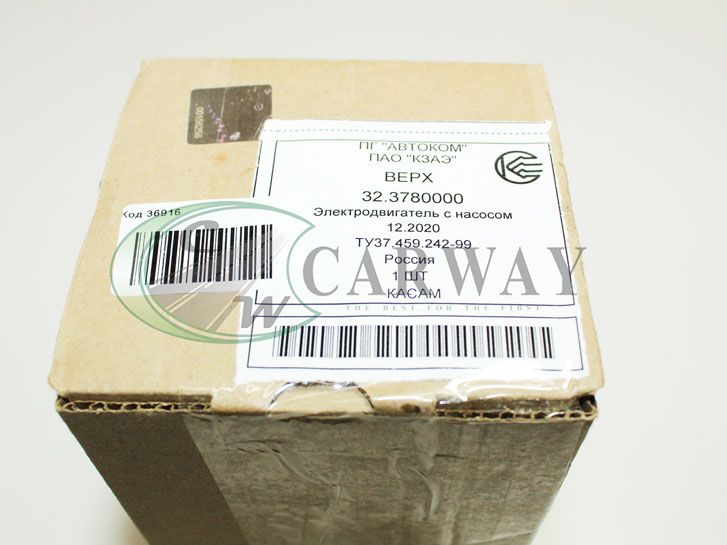 00156256
ПГ "АВТОКОМ"
ПАО "КЗАЭ"
ВЕРХ
32.3780000
Код 36916
Электродвигатель с насосом
12.2020
ТУ37.459.242-99
Россия
1 ШТ
КАСАМ
CARWAY
THE BEST FOR THE FIRST